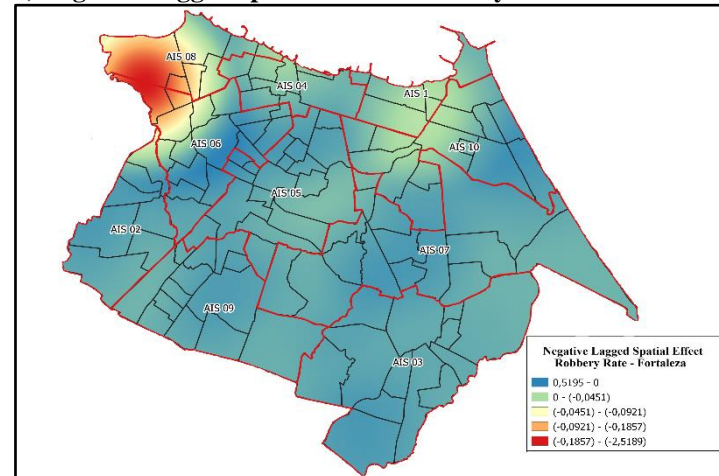 AIS 08
AIS 04
AIS 1
AIS 06
AIS 10
AIS 05
AIS 02
AIS 07
AIS 09
AIS 03
Negative Lagged Spatial Effect
Robbery Rate - Fortaleza
0,5195 - 0
0 - (-0,0451)
(-0,0451) - (-0,0921)
(-0,0921) - (-0,1857)
(-0,1857) - (-2,5189)